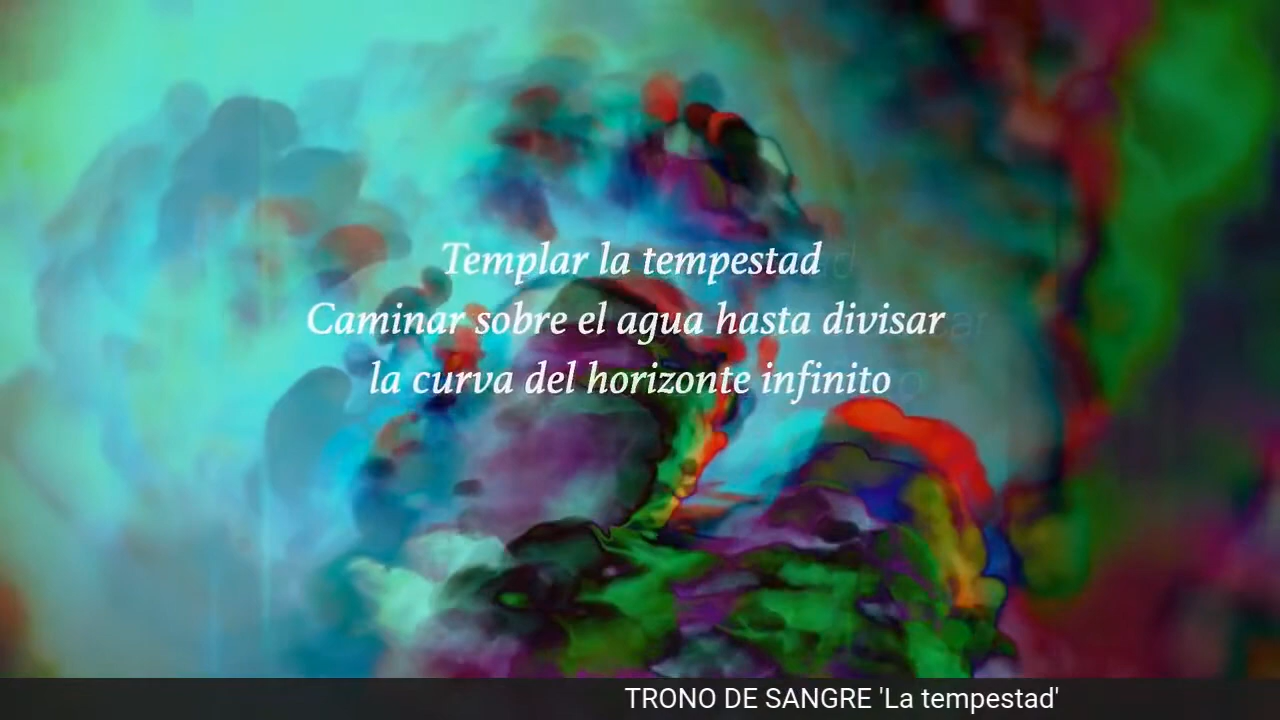 Templar la tempestad
Caminar sobre el agua hasta divisar
la curva del horizonte infinito
TRONO DE SANGRE 'La tempestad'